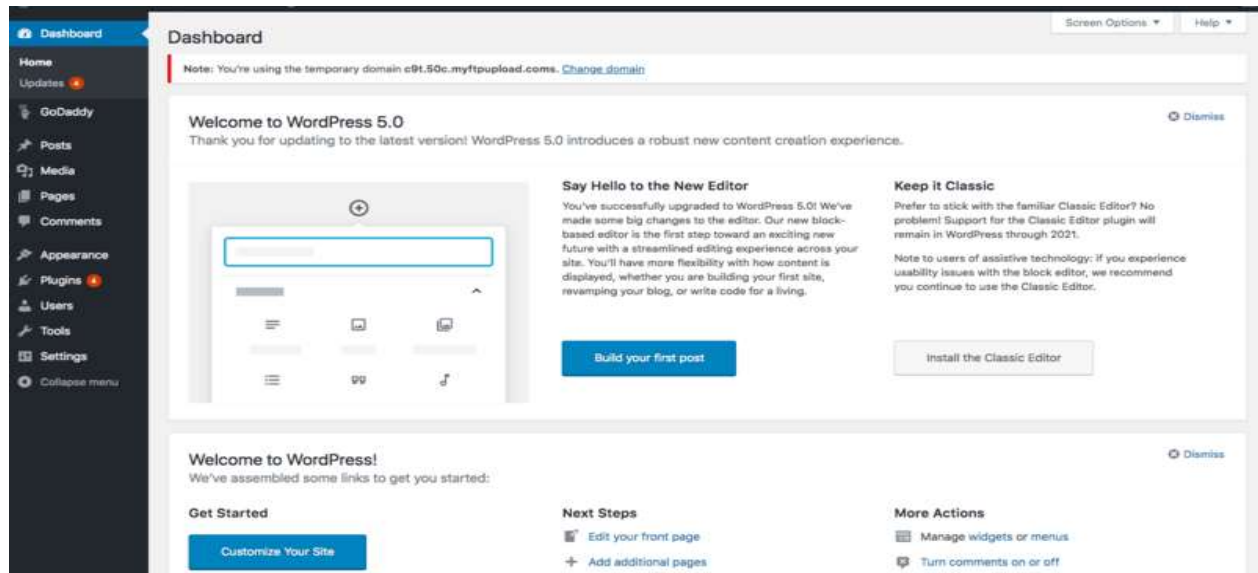 Screen Options
Help
Dashboard
Home
Updates 4
GoDaddy
Posts
Media
Pages
Comments
Appearance
Plugins 4
Users
Tools
Settings
Collapse menu
Dashboard
Note: You're using the temporary domain c9t.50c.myftpupload.coms. Change domain
Dismiss
Welcome to WordPress 5.0
Thank you for updating to the latest version! WordPress 5.0 introduces a robust new content creation experience.
Say Hello to the New Editor
You've successfully upgraded to WordPress 5.0! We've
made some big changes to the editor. Our new block-
based editor is the first step toward an exciting new
future with a streamlined editing experience across your
site. You'll have more flexibility with how content is
displayed, whether you are building your first site,
revamping your blog, or write code for a living.
Build your first post
Keep it Classic
Prefer to stick with the familiar Classic Editor? No
problem! Support for the Classic Editor plugin will
remain in WordPress through 2021.
Note to users of assistive technology: if you experience
usability issues with the block editor, we recommend
you continue to use the Classic Editor.
Install the Classic Editor
Dismiss
Welcome to WordPress!
We've assembled some links to get you started:
Get Started
Customize Your Site
Next Steps
Edit your front page
Add additional pages
More Actions
Manage widgets or menus
Turn comments on or off